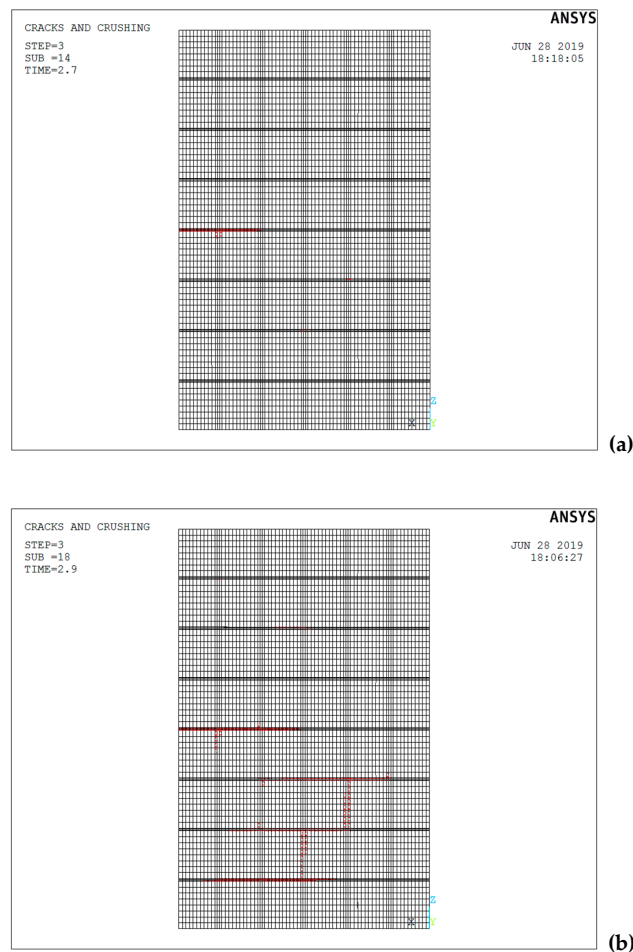 ANSYS
CRACKS AND CRUSHING
STEP=3
SUB =14
TIME=2.7
JUN 28 2019
18:18:05
Z
X Y
(a)
ANSYS
CRACKS AND CRUSHING
STEP=3
SUB =18
TIME=2.9
JUN 28 2019
18:06:27
Z
X Y
(b)